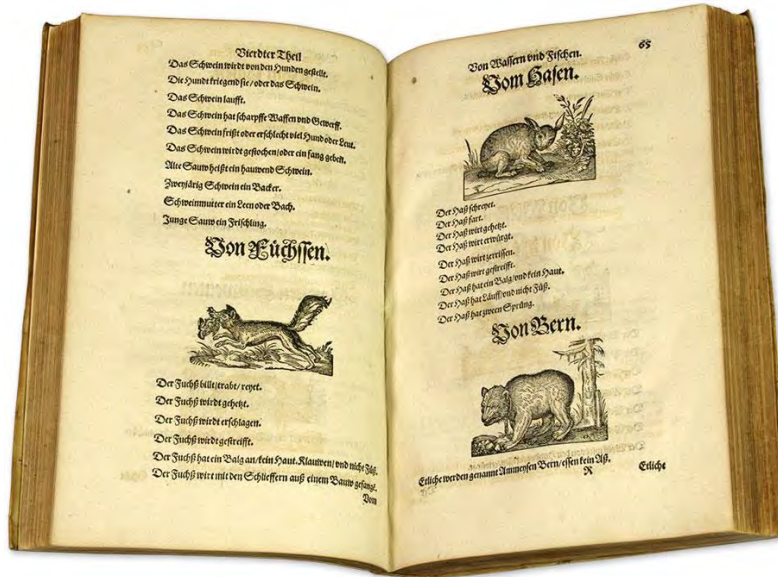 Vierdter Theil
Das Schwein wirdt von den Hunden gestellt.
Die Hundt kriegend sie / oder das Schwein.
Das Schwein laufft.
Das Schwein hat scharpffe Waffen vnd Gewerff.
Das Schwein frißt oder erschlecht viel Hund oder Leut.
Das Schwein wirdt gestochen / oder ein fang geben.
Alte Sauw heißt ein hauwend Schwein.
Zweyjärig Schwein ein Backer.
Schweinmutter ein Leen oder Bach.
Junge Sauw ein Frischling.
Von Füchssen.
Der Fuchß billt / trabt / reyet.
Der Fuchß wirdt gehetzt.
Der Fuchß wirdt erschlagen.
Der Fuchß wirdt gestreifft.
Der Fuchß hat ein Balg an / kein Haut. Klauwen / vnd nicht Füß.
Der Fuchß wirt mit den Schlieffern auß einem Bauw gefangē.
Vom
Von Wassern vnd Fischen.
65
Vom Hasen.
Der Haß schreyet.
Der Haß fart.
Der Haß wirt gehetzt.
Der Haß wirt erwürgt.
Der Haß wirt zerrissen.
Der Haß wirt gestreifft.
Der Haß hat ein Balg / vnd kein Haut.
Der Haß hat Läuff / vnd nicht Füß.
Der Haß hat zween Sprüng.
Von Bern.
Etliche werden genannt Ammeysen Bern / essen kein Aß.
R
Etliche